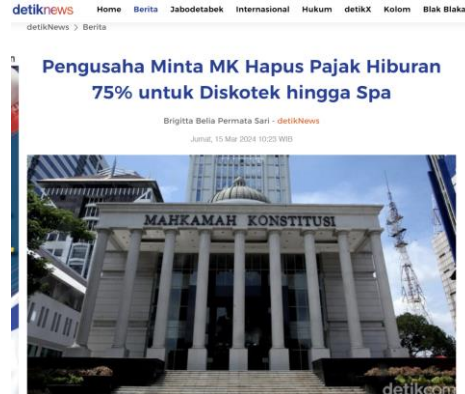 detiknews Home Berita Jabodetabek Internasional Hukum detikX Kolom Blak Blaka
detikNews > Berita
Pengusaha Minta MK Hapus Pajak Hiburan
75% untuk Diskotek hingga Spa
Brigitta Belia Permata Sari - detikNews
Jumat, 15 Mar 2024 10:23 WIB
MAHKAMAH KONSTITUSI
detikcom